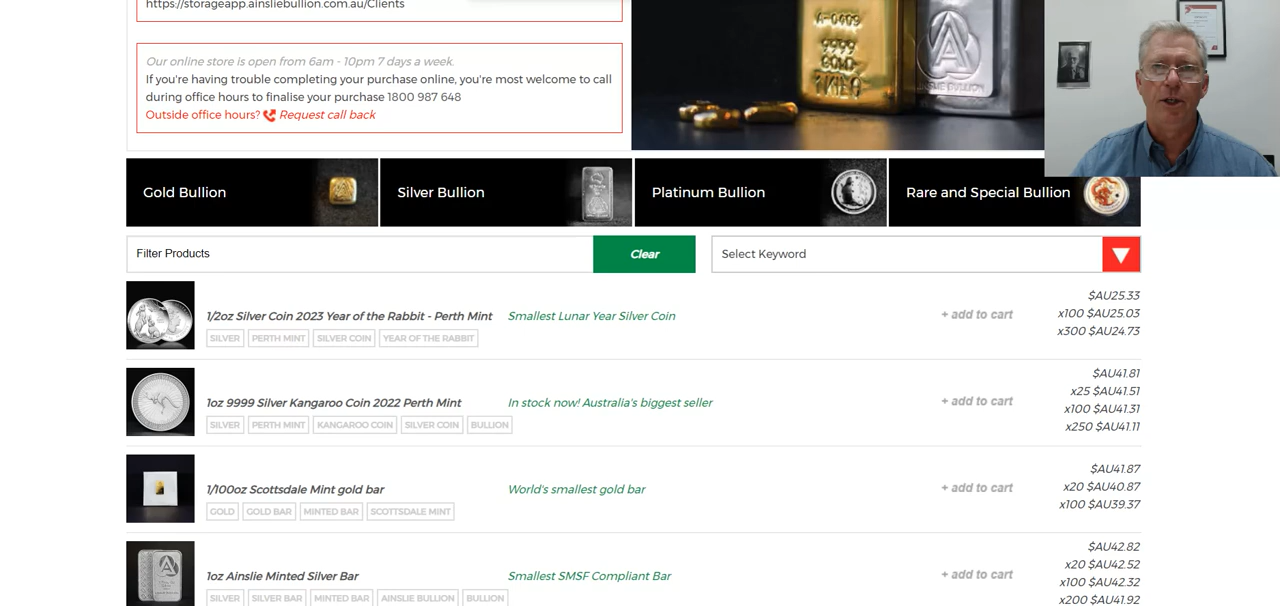 https://storageapp.ainsliebullion.com.au/Clients
Our online store is open from 6am - 10pm 7 days a week.
If you're having trouble completing your purchase online, you're most welcome to call
during office hours to finalise your purchase 1800 987 648
Outside office hours? Request call back
A-0409
9999
GOLD
1 KILO
A
AINSLIE BULLION
Gold Bullion
Silver Bullion
Platinum Bullion
Rare and Special Bullion
Filter Products
Clear
Select Keyword
1/2oz Silver Coin 2023 Year of the Rabbit - Perth Mint
Smallest Lunar Year Silver Coin
+ add to cart
$AU25.33
x100 $AU25.03
x300 $AU24.73
SILVER
PERTH MINT
SILVER COIN
YEAR OF THE RABBIT
1oz 9999 Silver Kangaroo Coin 2022 Perth Mint
In stock now! Australia's biggest seller
+ add to cart
$AU41.81
x25 $AU41.51
x100 $AU41.31
x250 $AU41.11
SILVER
PERTH MINT
KANGAROO COIN
SILVER COIN
BULLION
1/100oz Scottsdale Mint gold bar
World's smallest gold bar
+ add to cart
$AU41.87
x20 $AU40.87
x100 $AU39.37
GOLD
GOLD BAR
MINTED BAR
SCOTTSDALE MINT
1oz Ainslie Minted Silver Bar
Smallest SMSF Compliant Bar
+ add to cart
$AU42.82
x20 $AU42.52
x100 $AU42.32
x200 $AU41.92
SILVER
SILVER BAR
MINTED BAR
AINSLIE BULLION
BULLION